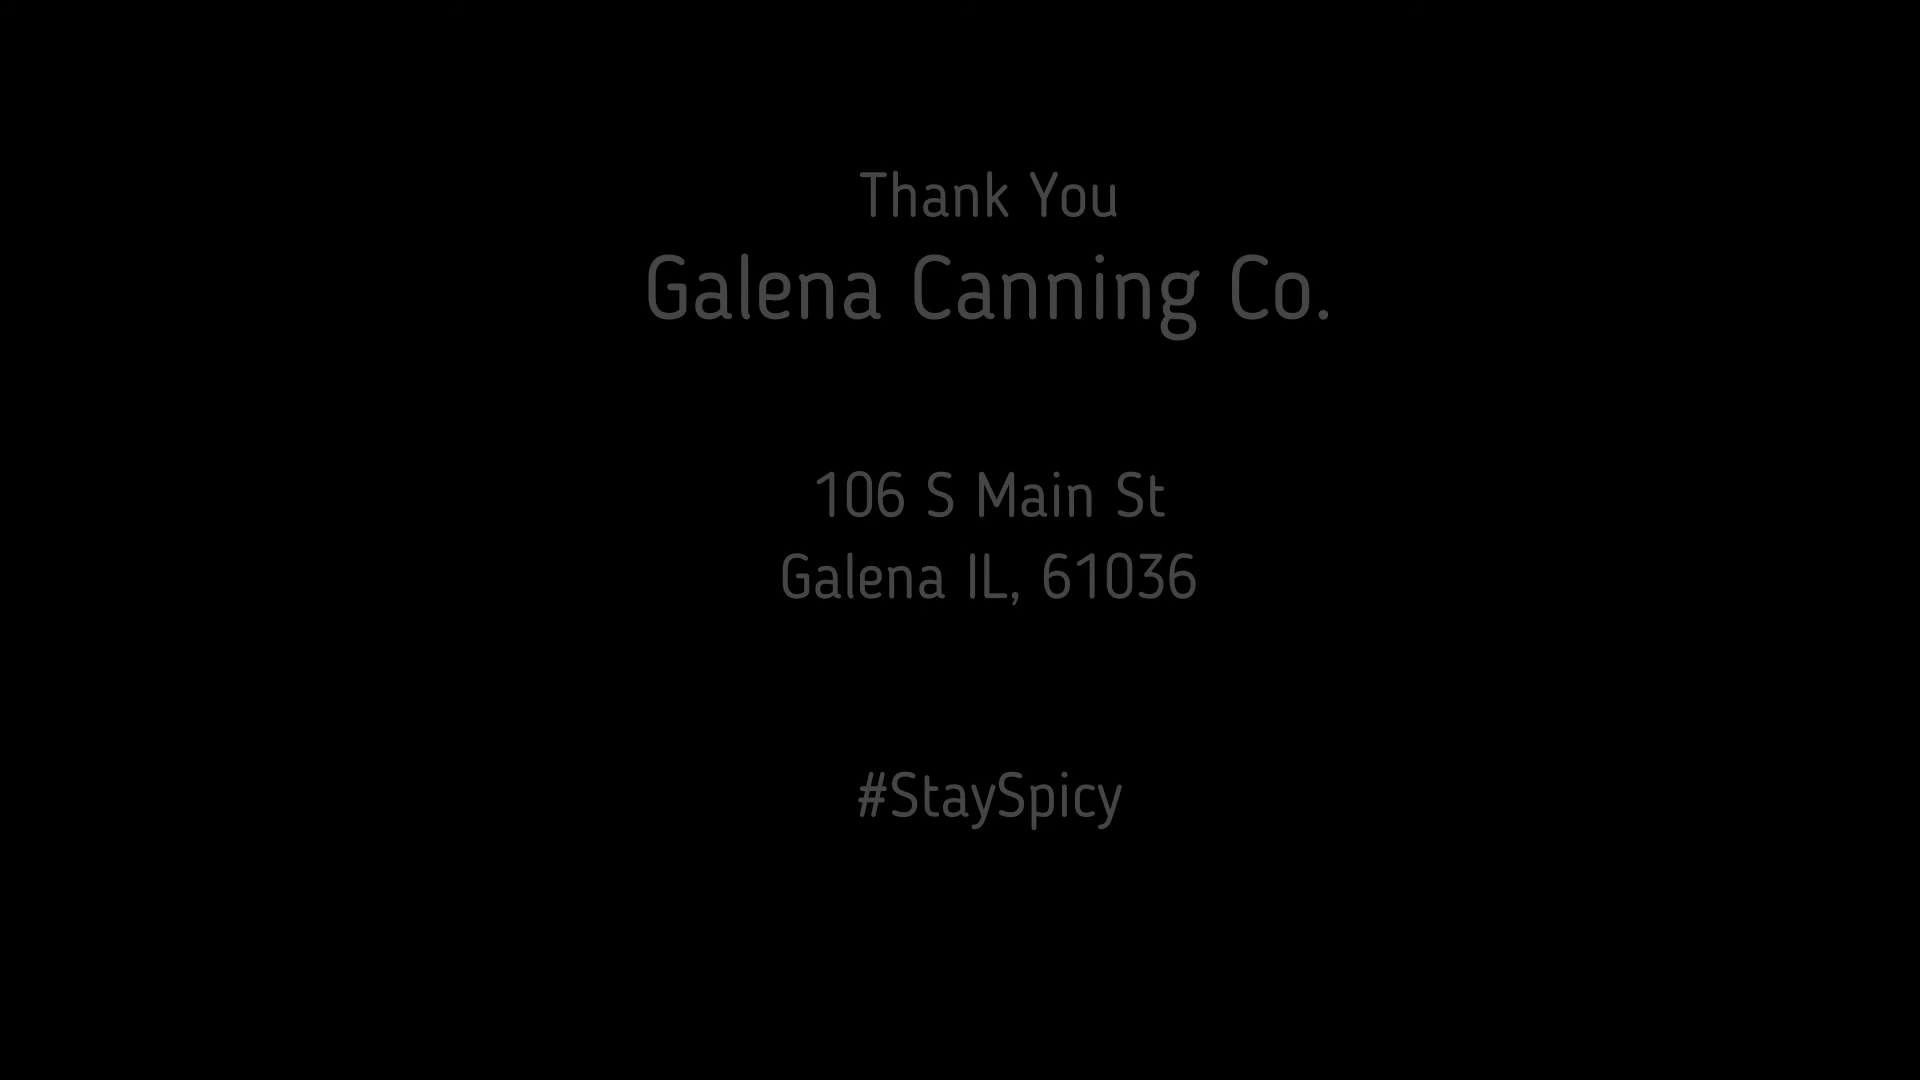 Thank You
Galena Canning Co.
106 S Main St
Galena IL, 61036
#StaySpicy